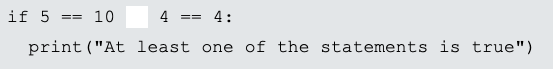 if 5 == 10 4 == 4:
print("At least one of the statements is true")